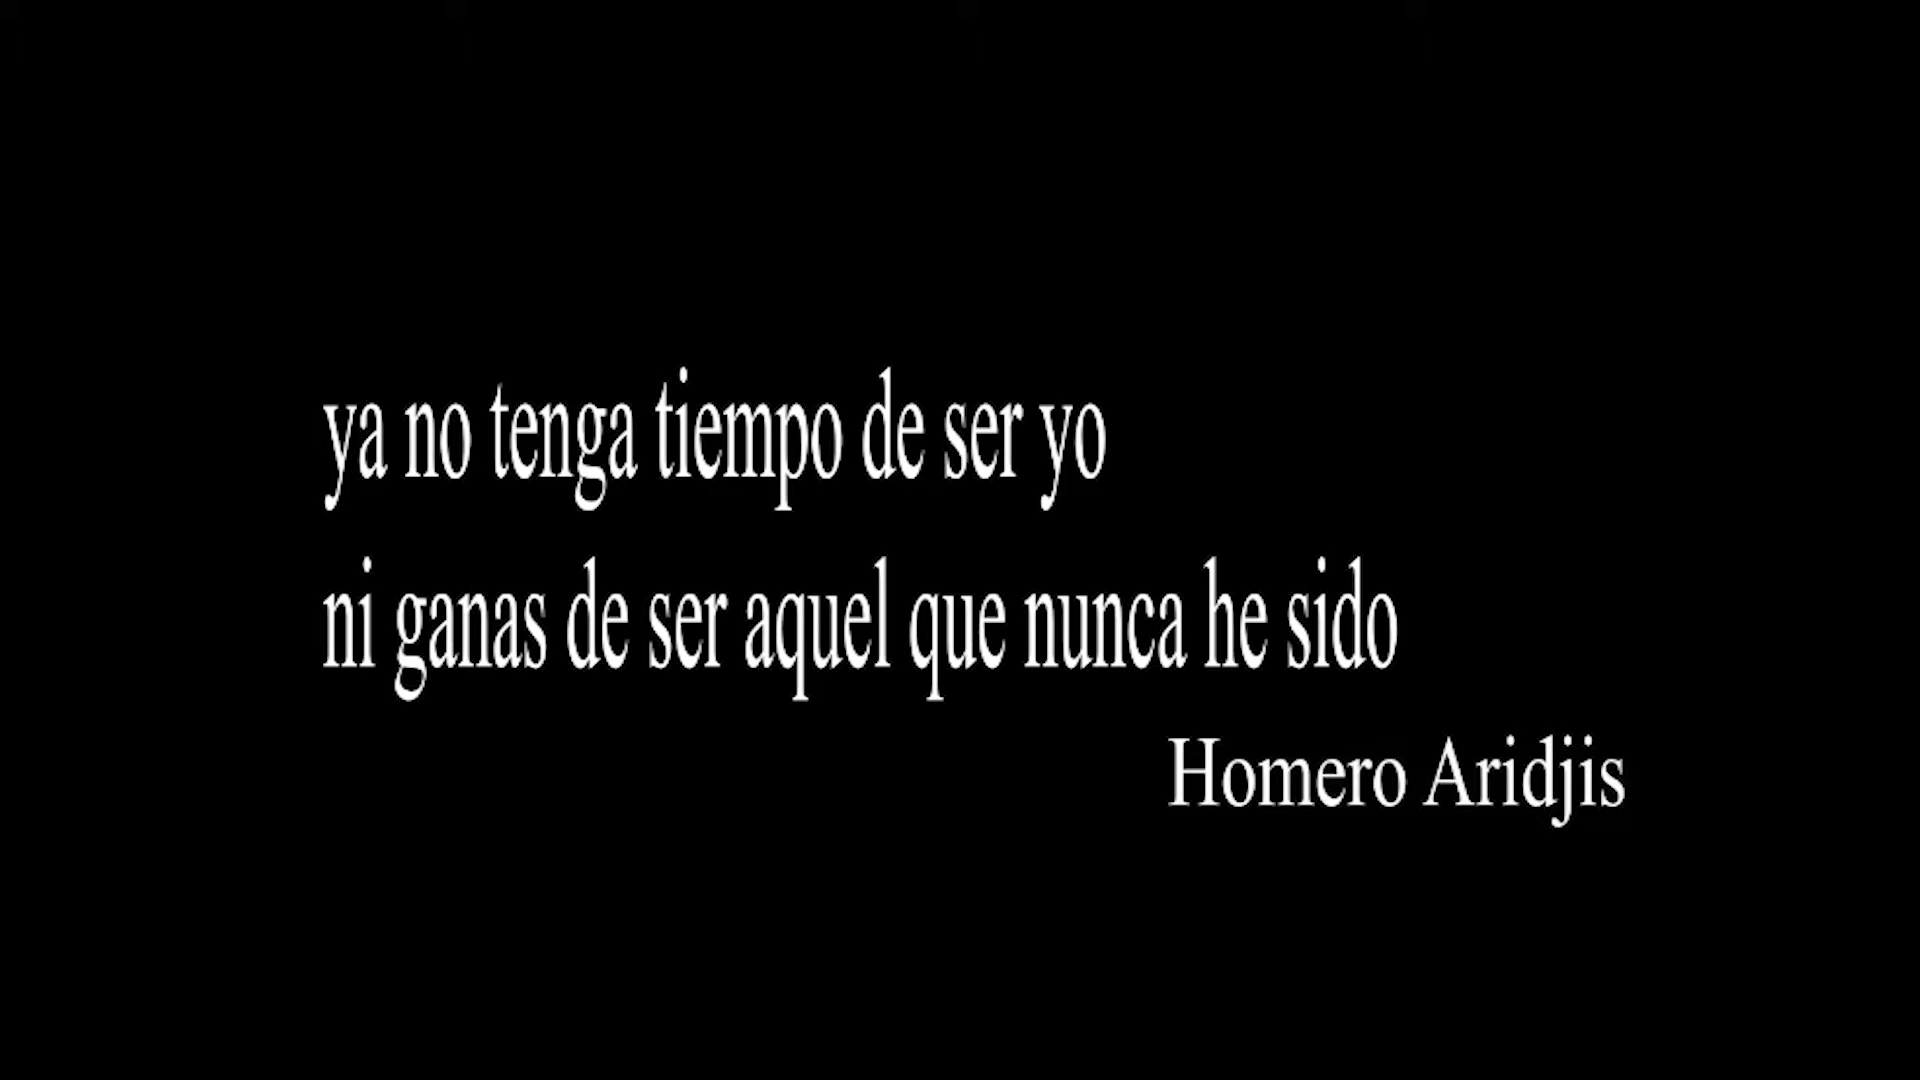 ya no tenga tiempo de ser yo
ni ganas de ser aquel que nunca he sido
Homero Aridjis